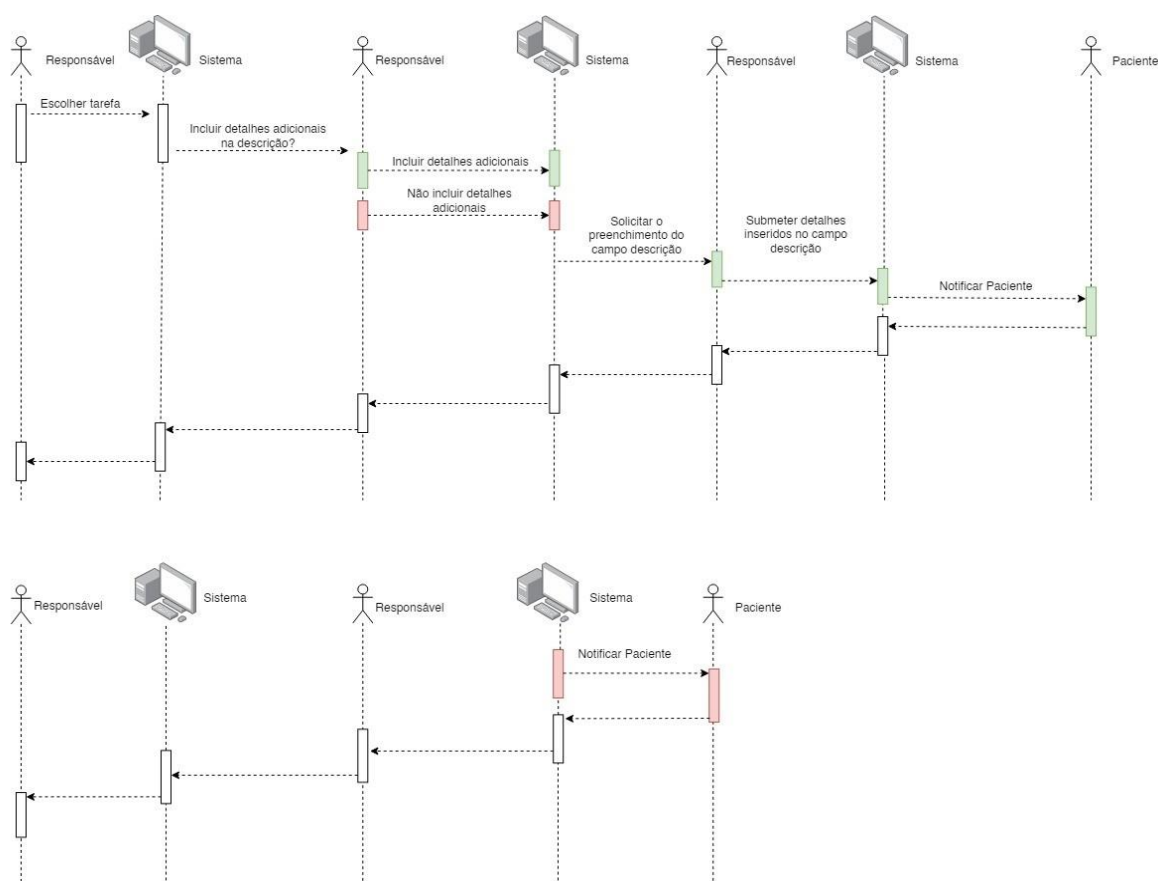 Responsável
Sistema
Responsável
Sistema
Responsável
Sistema
Paciente
Escolher tarefa
Incluir detalhes adicionais
na descrição?
Incluir detalhes adicionais
Não incluir detalhes
adicionais
Solicitar o
preenchimento do
campo descrição
Submeter detalhes
inseridos no campo
descrição
Notificar Paciente
Responsável
Sistema
Responsável
Sistema
Paciente
Notificar Paciente